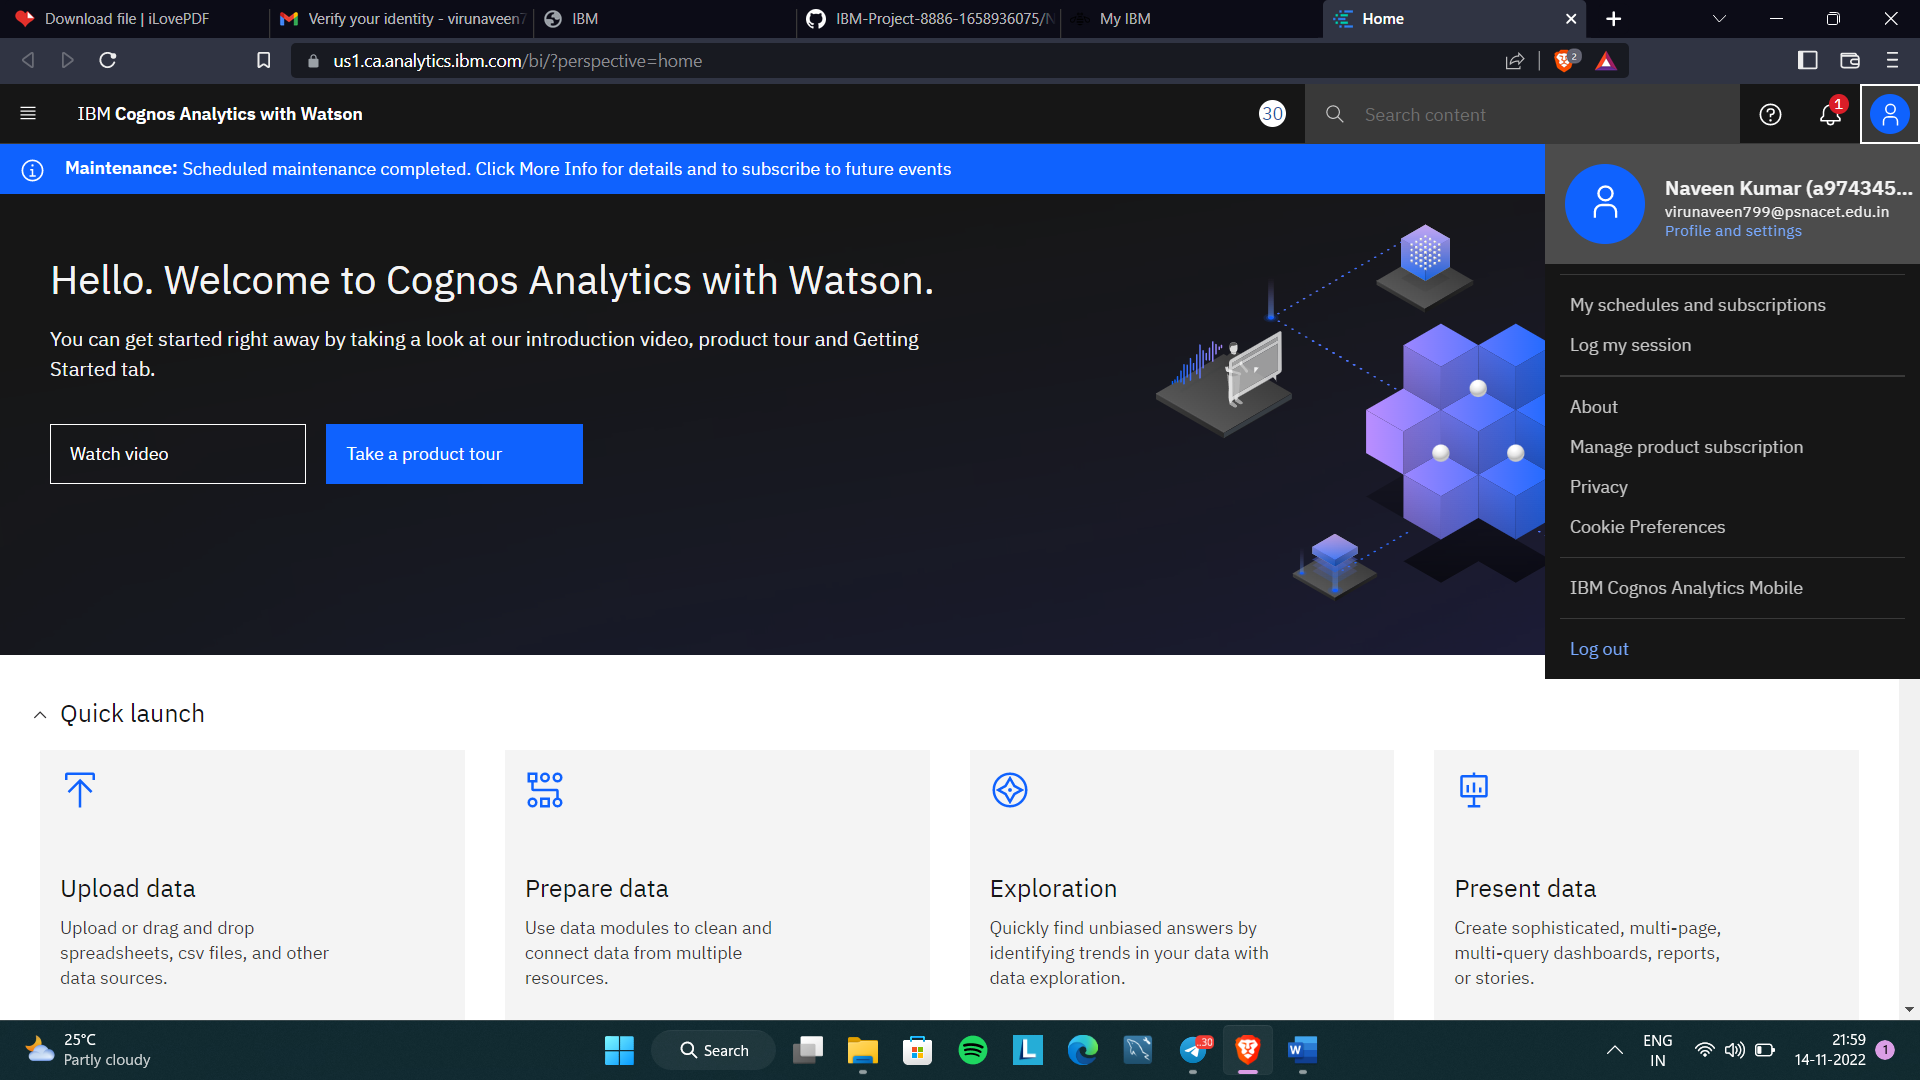 Download file | iLovePDF
Verify your identity - virunaveen7
IBM
IBM-Project-8886-1658936075/N
My IBM
Home
us1.ca.analytics.ibm.com/bi/?perspective=home
2
IBM Cognos Analytics with Watson
30
Search content
1
Maintenance: Scheduled maintenance completed. Click More Info for details and to subscribe to future events
Naveen Kumar (a974345...
virunaveen799@psnacet.edu.in
Profile and settings
My schedules and subscriptions
Log my session
About
Manage product subscription
Privacy
Cookie Preferences
IBM Cognos Analytics Mobile
Log out
Hello. Welcome to Cognos Analytics with Watson.
You can get started right away by taking a look at our introduction video, product tour and Getting
Started tab.
Watch video
Take a product tour
Quick launch
Upload data
Upload or drag and drop
spreadsheets, csv files, and other
data sources.
Prepare data
Use data modules to clean and
connect data from multiple
resources.
Exploration
Quickly find unbiased answers by
identifying trends in your data with
data exploration.
Present data
Create sophisticated, multi-page,
multi-query dashboards, reports,
or stories.
25°C
Partly cloudy
Search
L
..30
W
ENG
IN
21:59
14-11-2022
1